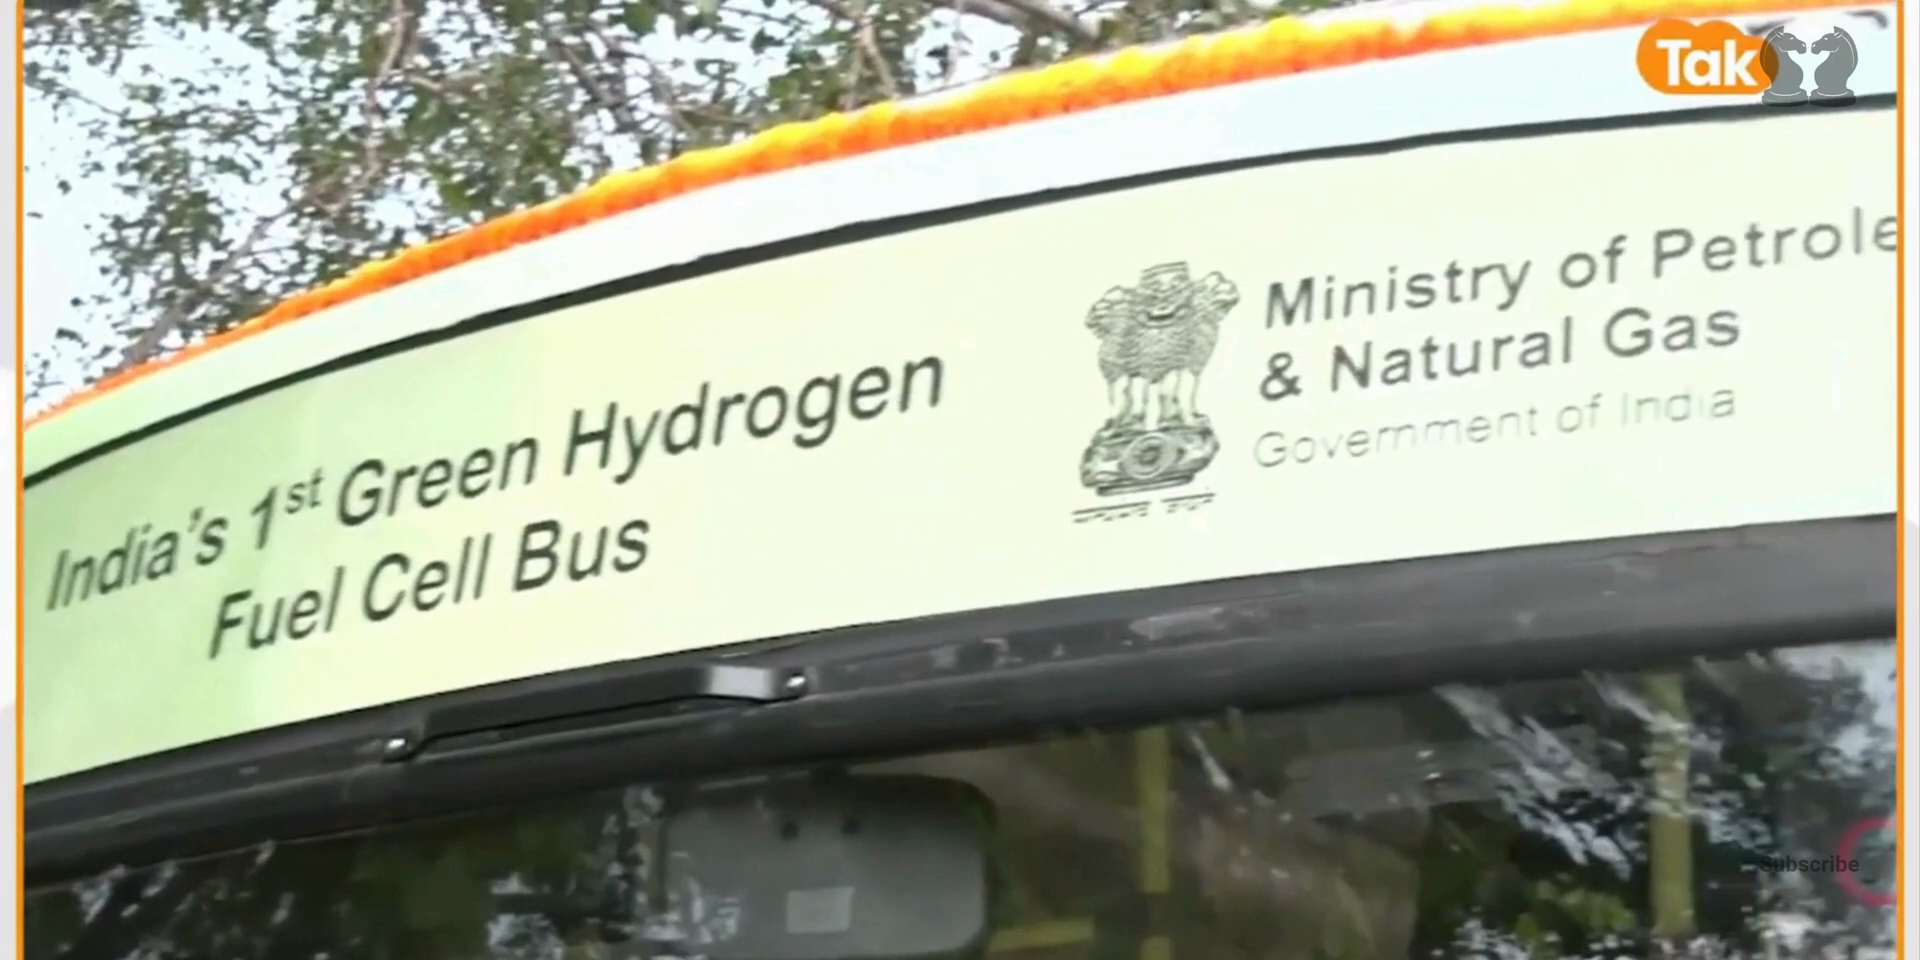 Tak
India's 1st Green Hydrogen
Fuel Cell Bus
Ministry of Petrole
& Natural Gas
Government of India
Subscribe